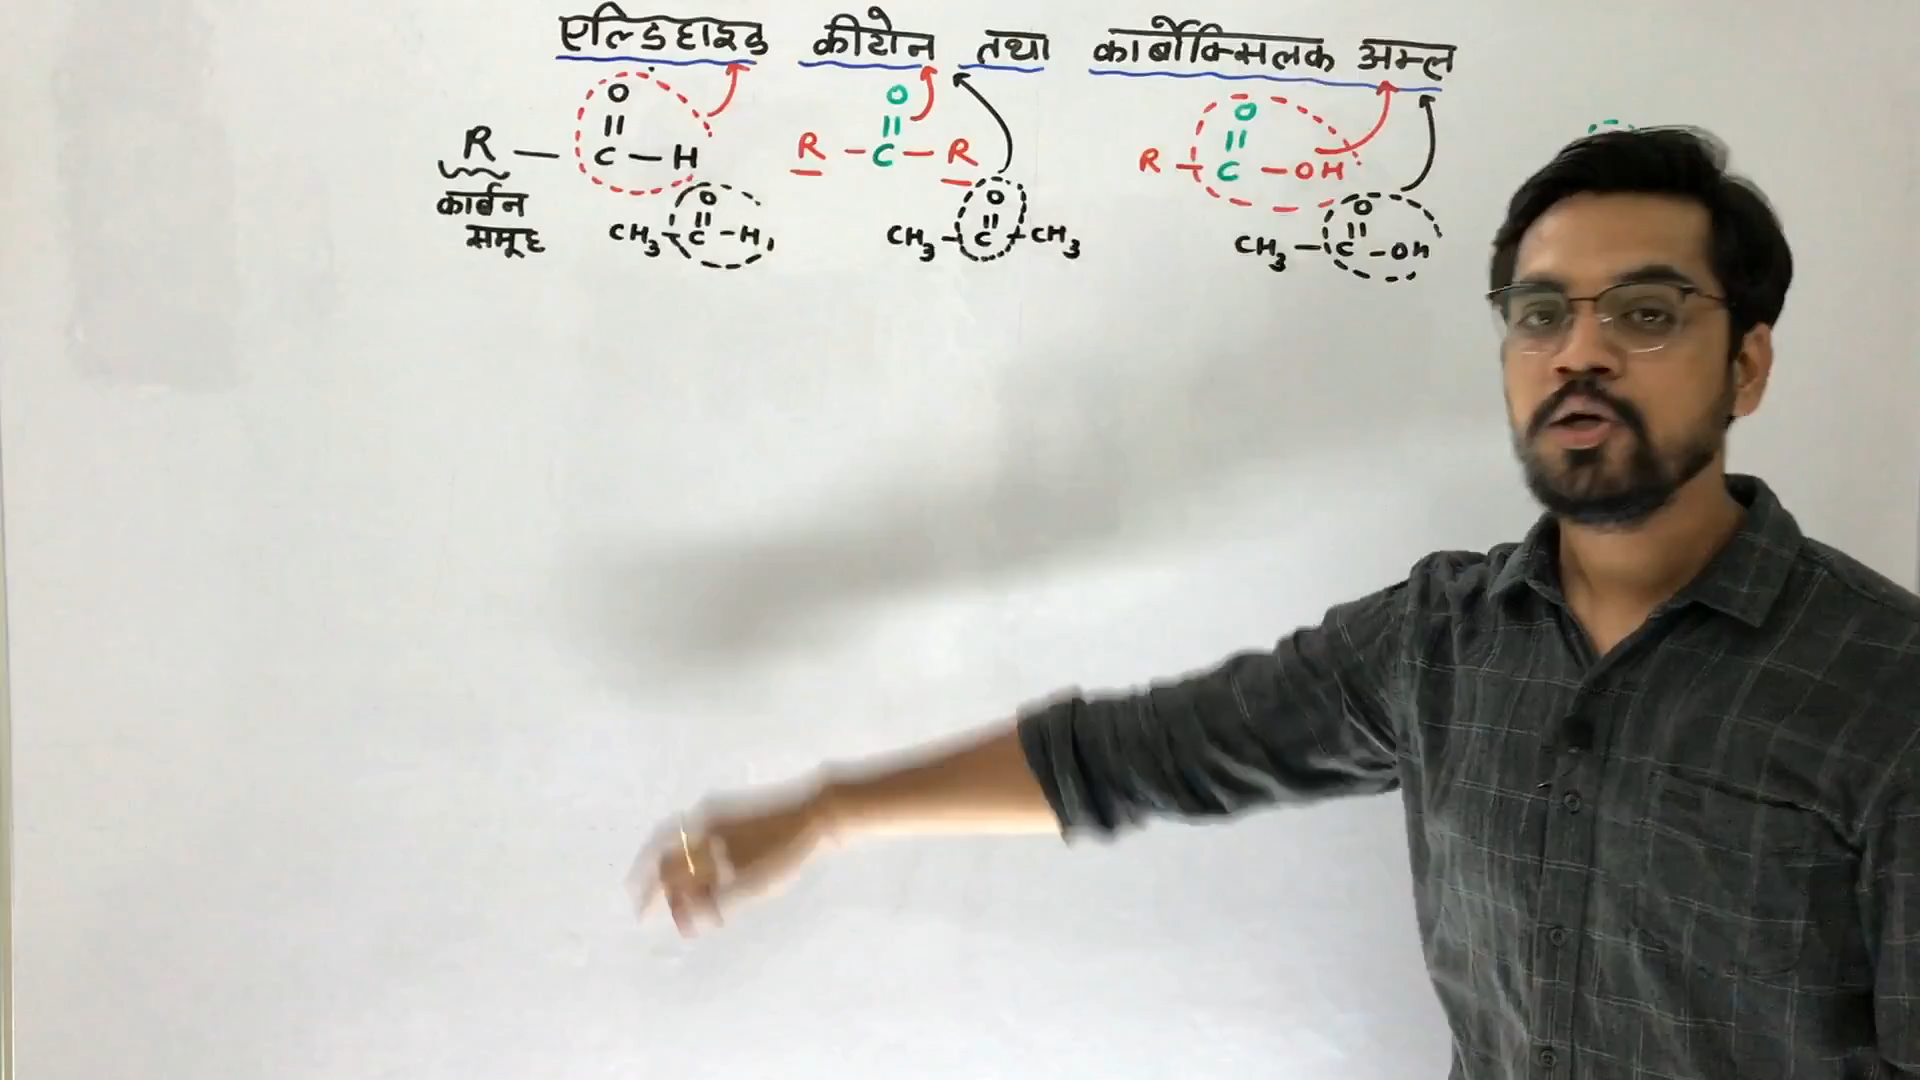 एल्डिहाइड कीटोन तथा कार्बोक्सिलक अम्ल
O O O
|| || ||
R — C — H R — C — R R — C — OH
कार्बन
समूह
O O O
|| || ||
CH₃ — C — H, CH₃ — C — CH₃ CH₃ — C — OH